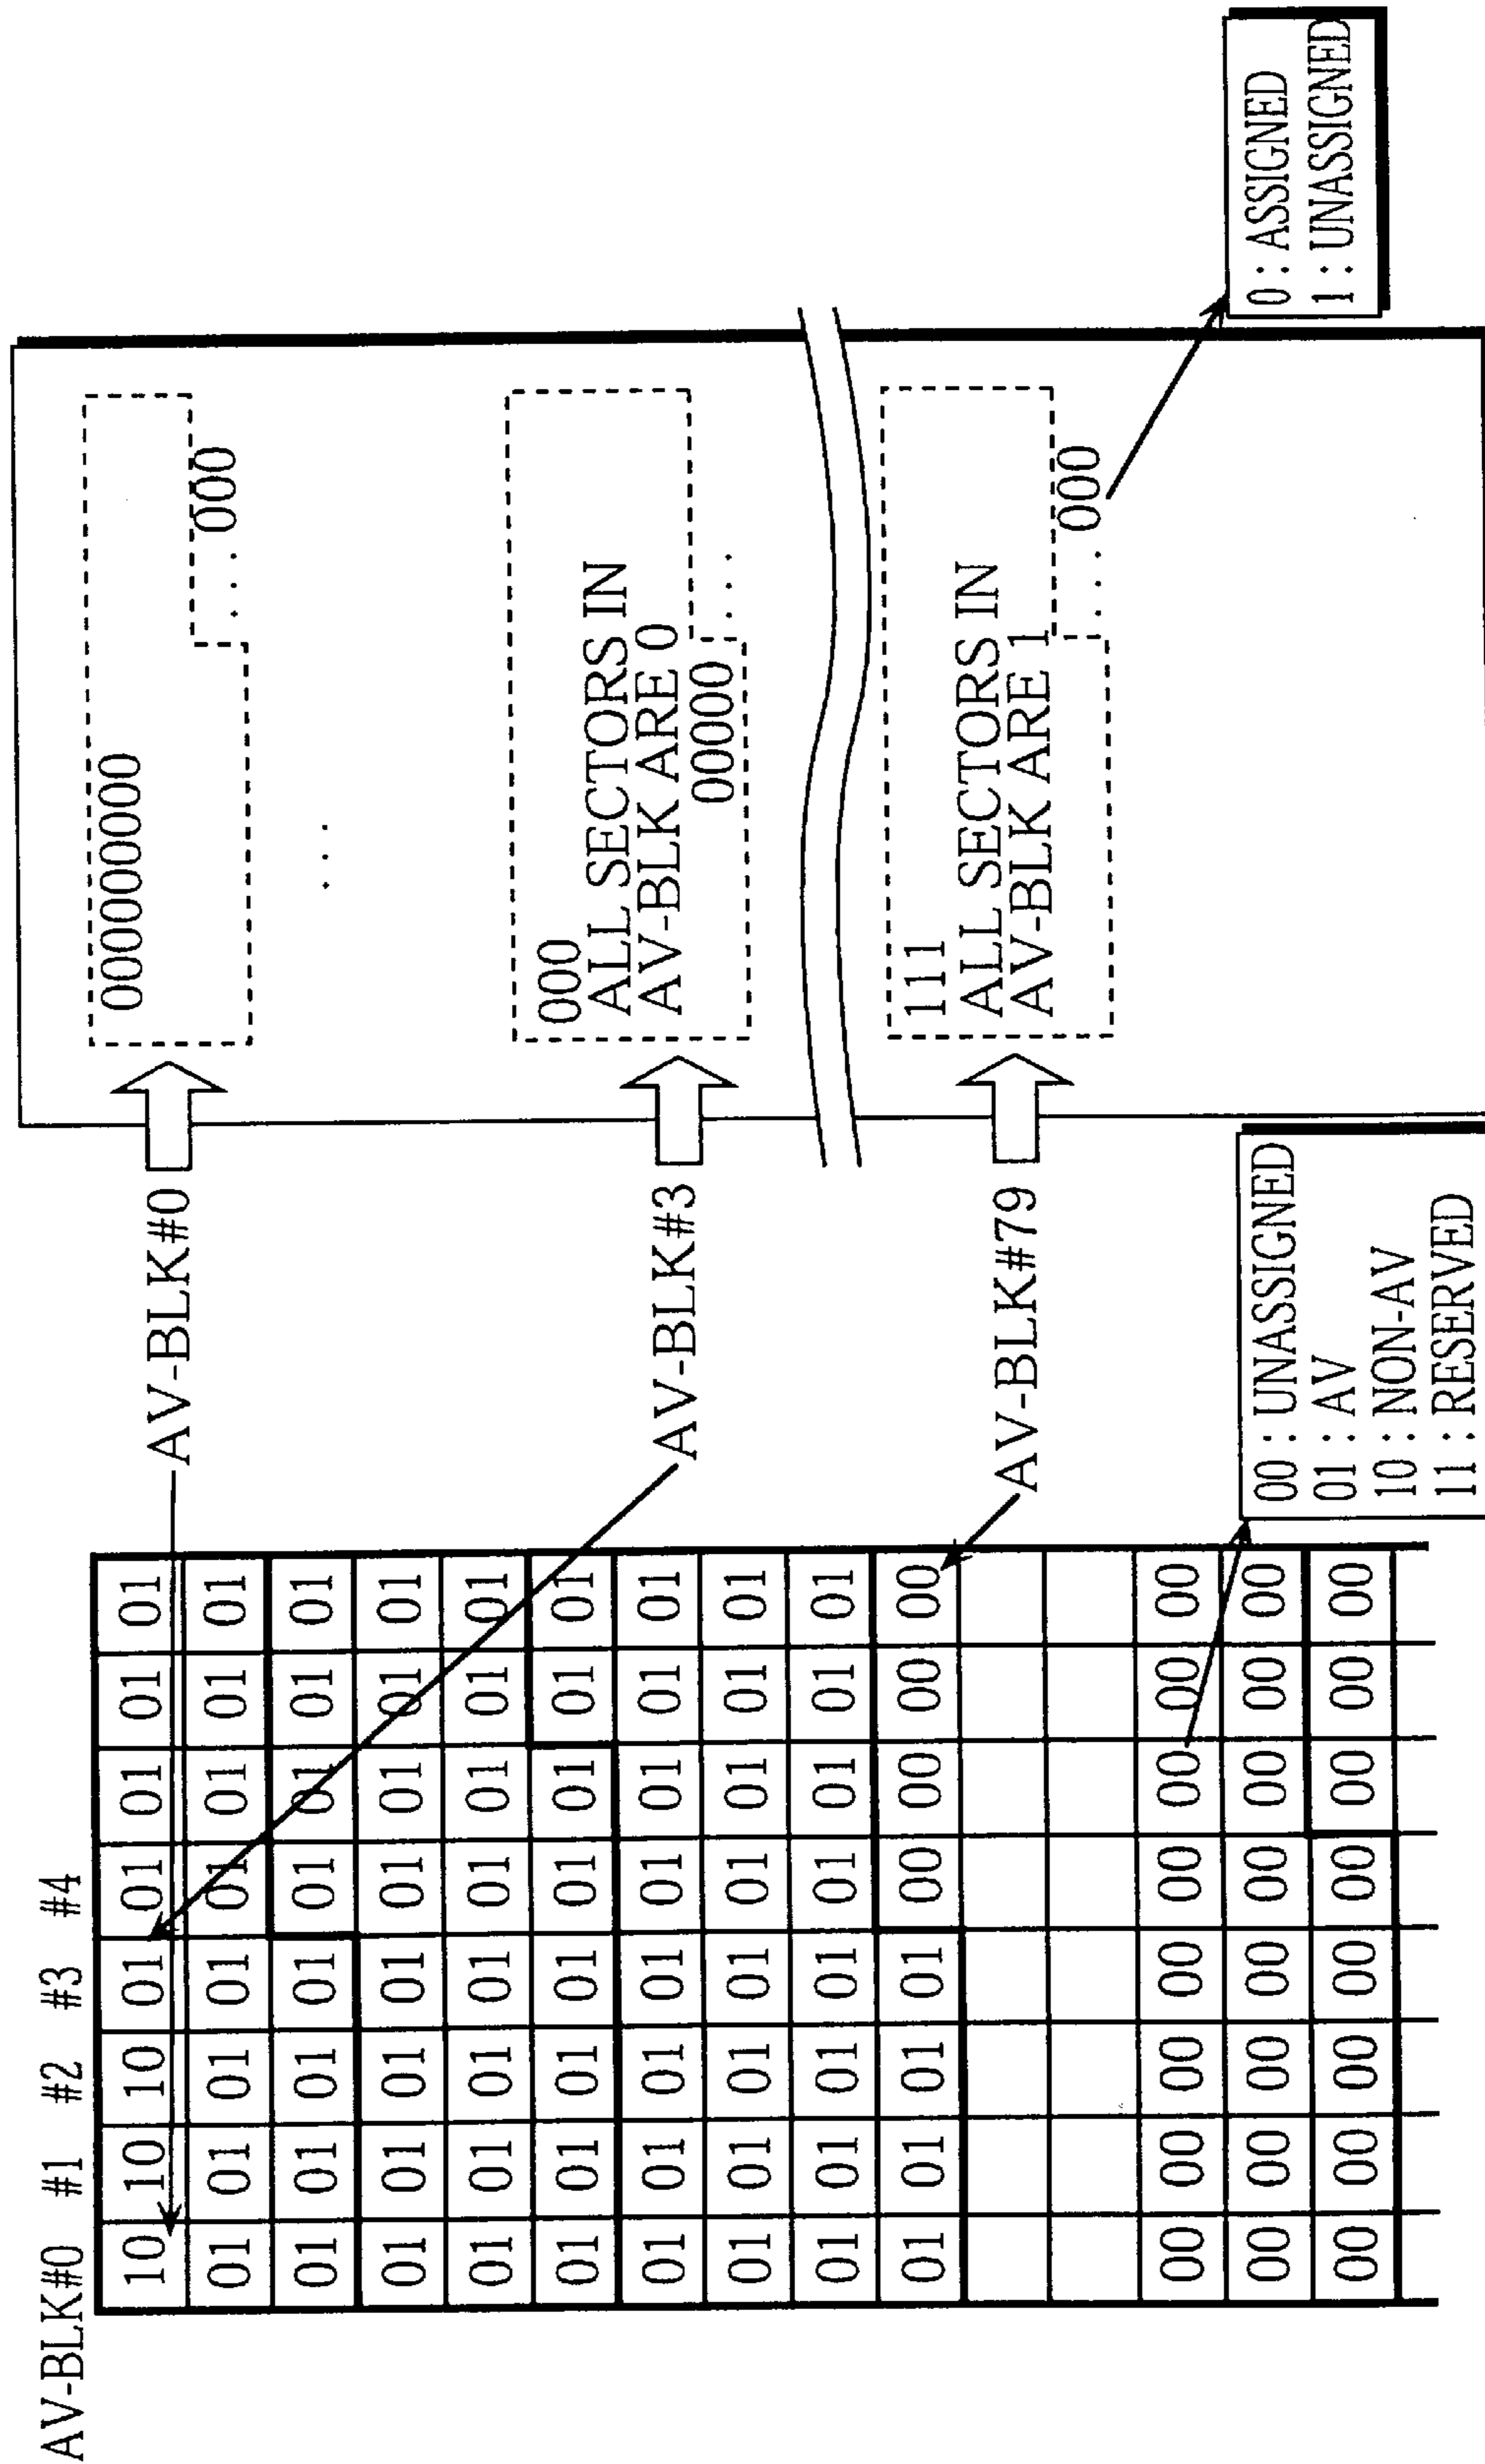 AV-BLK#0 #1 #2 #3 #4
10 10 10 01 01 01 01 01
01 01 01 01 01 01 01 01
01 01 01 01 01 01 01 01
01 01 01 01 01 01 01 01
01 01 01 01 01 01 01 01
01 01 01 01 01 01 01 01
01 01 01 01 01 01 01 01
01 01 01 01 01 01 01 01
01 01 01 01 01 01 01 01
01 01 01 01 00 00 00 00
00 00 00 00 00 00 00 00
00 00 00 00 00 00 00 00
00 00 00 00 00 00 00 00
AV-BLK#0
AV-BLK#3
AV-BLK#79
00 : UNASSIGNED
01 : AV
10 : NON-AV
11 : RESERVED
0000000000
. . . 000
. . .
000
ALL SECTORS IN
AV-BLK ARE 0
00000 . . .
111
ALL SECTORS IN
AV-BLK ARE 1
. . . 000
0 : ASSIGNED
1 : UNASSIGNED